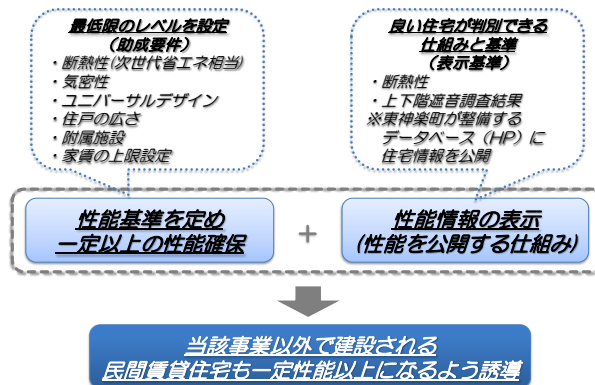 最低限のレベルを設定
（助成要件）
・断熱性(次世代省エネ相当)
・気密性
・ユニバーサルデザイン
・住戸の広さ
・附属施設
・家賃の上限設定
良い住宅が判別できる
仕組みと基準
（表示基準）
・断熱性
・上下階遮音調査結果
※東神楽町が整備する
データベース（HP）に
住宅情報を公開
性能基準を定め
一定以上の性能確保
+
性能情報の表示
(性能を公開する仕組み)
当該事業以外で建設される
民間賃貸住宅も一定性能以上になるよう誘導